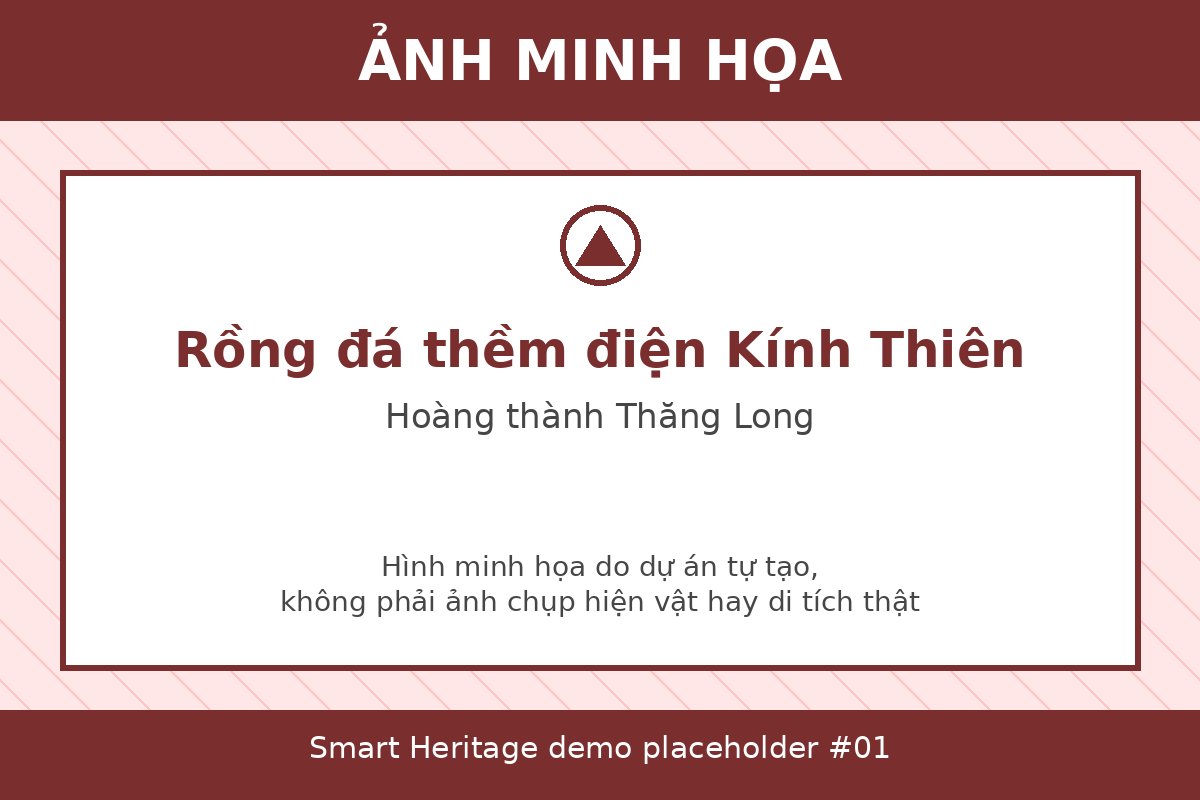 ẢNH MINH HỌA
Rồng đá thềm điện Kính Thiên
Hoàng thành Thăng Long
Hình minh họa do dự án tự tạo,
không phải ảnh chụp hiện vật hay di tích thật
Smart Heritage demo placeholder #01